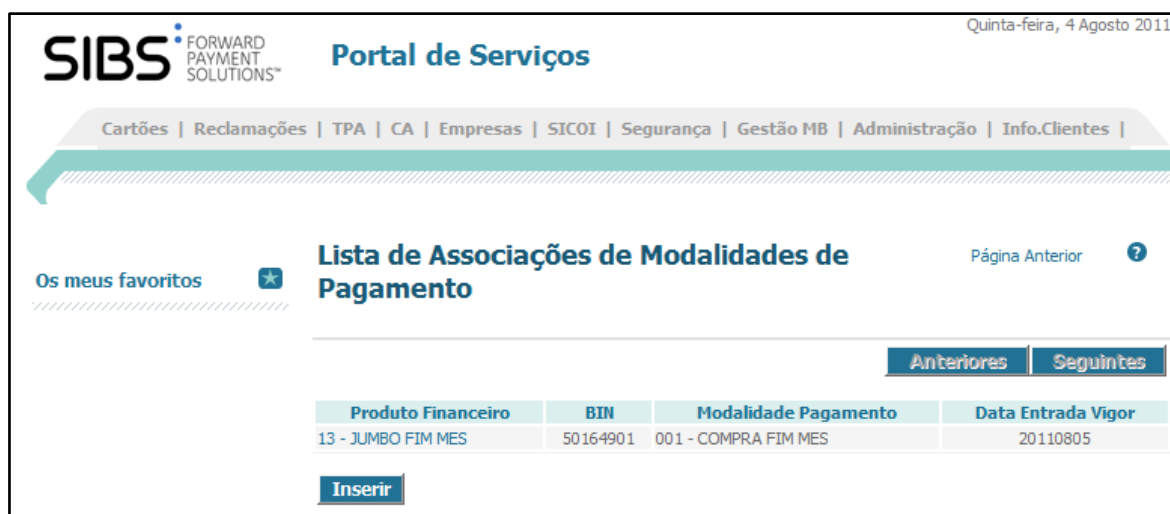 Quinta-feira, 4 Agosto 2011
SIBS FORWARD
PAYMENT
SOLUTIONS™
Portal de Serviços
Cartões | Reclamações | TPA | CA | Empresas | SICOI | Segurança | Gestão MB | Administração | Info.Clientes |
Os meus favoritos
Lista de Associações de Modalidades de
Pagamento
Página Anterior ?
Anteriores Seguintes
Produto Financeiro BIN Modalidade Pagamento Data Entrada Vigor
13 - JUMBO FIM MES 50164901 001 - COMPRA FIM MES 20110805
Inserir